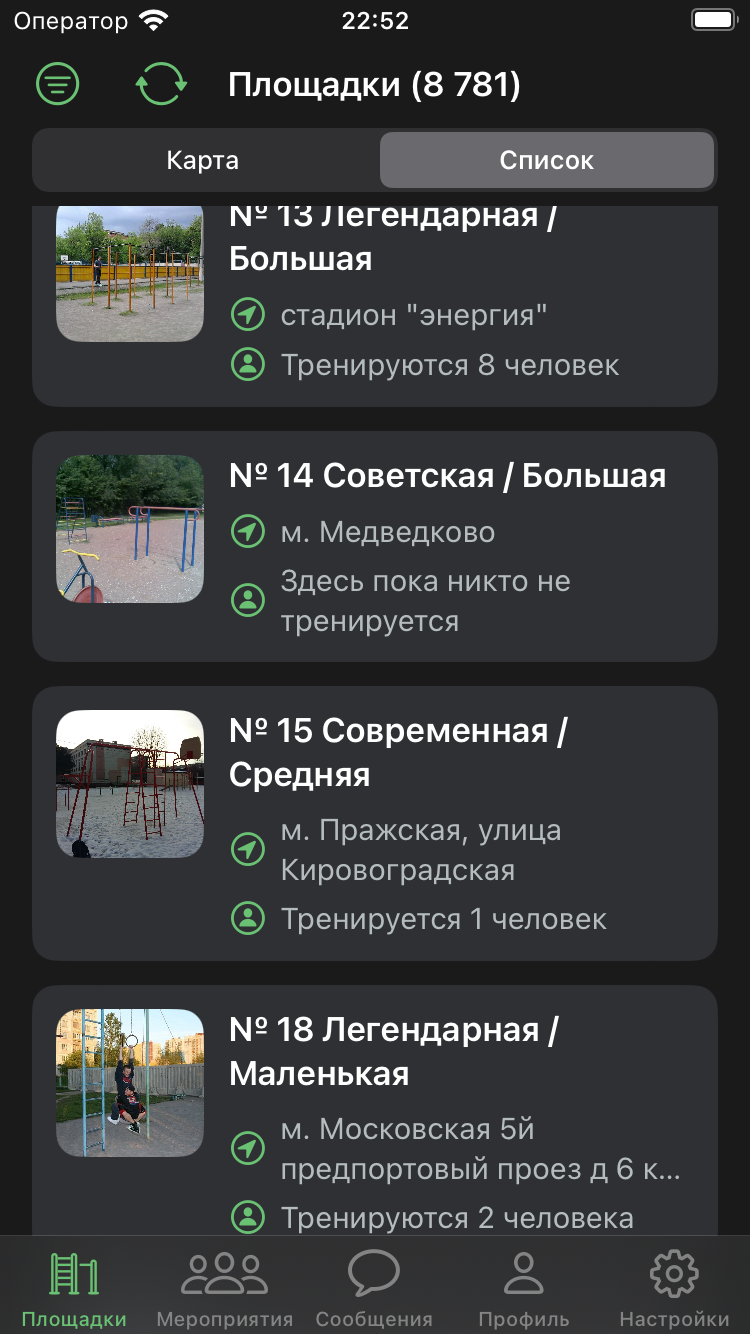 Оператор 22:52
Площадки (8 781)
Карта Список
№ 13 Легендарная /
Большая
стадион "энергия"
Тренируются 8 человек
№ 14 Советская / Большая
м. Медведково
Здесь пока никто не
тренируется
№ 15 Современная /
Средняя
м. Пражская, улица
Кировоградская
Тренируется 1 человек
№ 18 Легендарная /
Маленькая
м. Московская 5й
предпортовый проез д 6 к...
Тренируются 2 человека
Площадки Мероприятия Сообщения Профиль Настройки